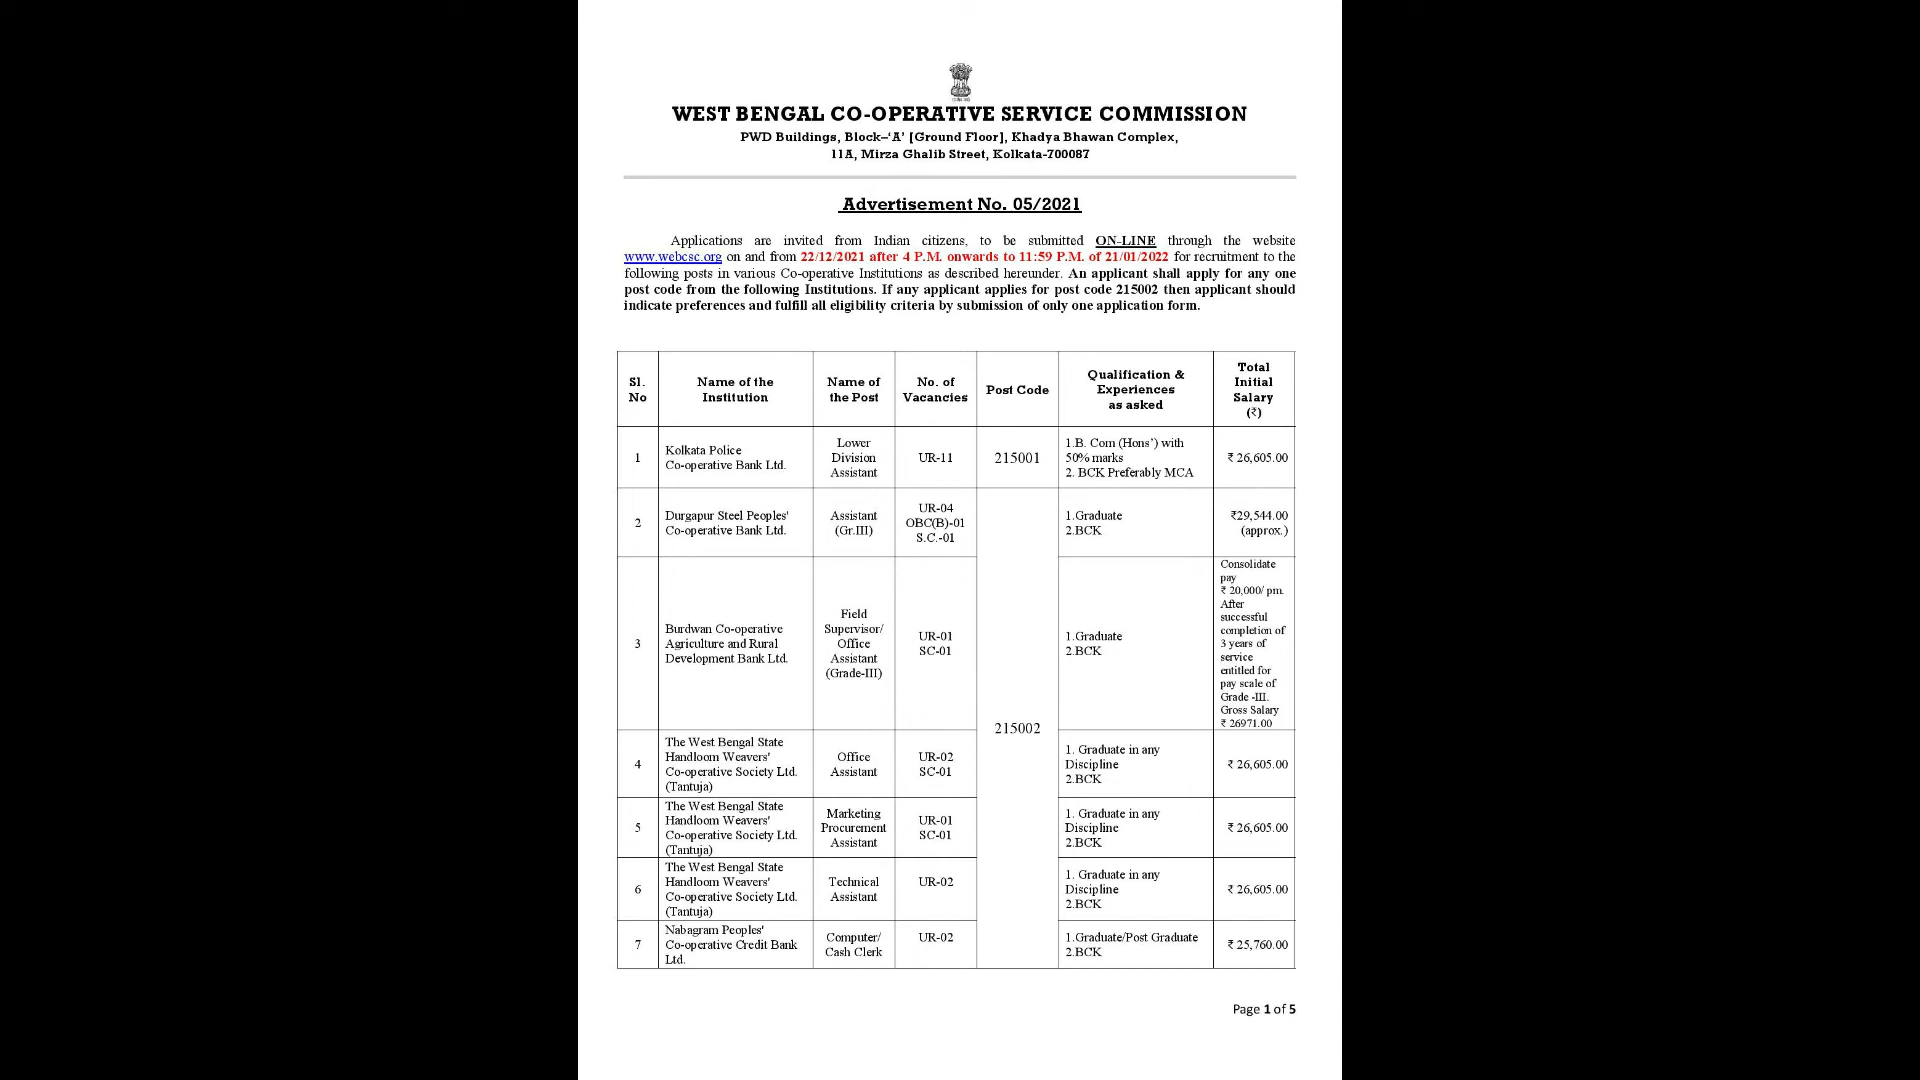 WEST BENGAL CO-OPERATIVE SERVICE COMMISSION
PWD Buildings, Block–‘A’ [Ground Floor], Khadya Bhawan Complex,
11A, Mirza Ghalib Street, Kolkata-700087
Advertisement No. 05/2021
Applications are invited from Indian citizens, to be submitted ON-LINE through the website
www.webcsc.org on and from 22/12/2021 after 4 P.M. onwards to 11:59 P.M. of 21/01/2022 for recruitment to the
following posts in various Co-operative Institutions as described hereunder. An applicant shall apply for any one
post code from the following Institutions. If any applicant applies for post code 215002 then applicant should
indicate preferences and fulfill all eligibility criteria by submission of only one application form.
Sl.
No
Name of the
Institution
Name of
the Post
No. of
Vacancies
Post Code
Qualification &
Experiences
as asked
Total
Initial
Salary
(₹)
1
Kolkata Police
Co-operative Bank Ltd.
Lower
Division
Assistant
UR-11
215001
1.B. Com (Hons’) with
50% marks
2. BCK Preferably MCA
₹ 26,605.00
2
Durgapur Steel Peoples'
Co-operative Bank Ltd.
Assistant
(Gr.III)
UR-04
OBC(B)-01
S.C.-01
215002
1.Graduate
2.BCK
₹29,544.00
(approx.)
3
Burdwan Co-operative
Agriculture and Rural
Development Bank Ltd.
Field
Supervisor/
Office
Assistant
(Grade-III)
UR-01
SC-01
1.Graduate
2.BCK
Consolidate
pay
₹ 20,000/ pm.
After
successful
completion of
3 years of
service
entitled for
pay scale of
Grade -III.
Gross Salary
₹ 26971.00
4
The West Bengal State
Handloom Weavers'
Co-operative Society Ltd.
(Tantuja)
Office
Assistant
UR-02
SC-01
1. Graduate in any
Discipline
2.BCK
₹ 26,605.00
5
The West Bengal State
Handloom Weavers'
Co-operative Society Ltd.
(Tantuja)
Marketing
Procurement
Assistant
UR-01
SC-01
1. Graduate in any
Discipline
2.BCK
₹ 26,605.00
6
The West Bengal State
Handloom Weavers'
Co-operative Society Ltd.
(Tantuja)
Technical
Assistant
UR-02
1. Graduate in any
Discipline
2.BCK
₹ 26,605.00
7
Nabagram Peoples'
Co-operative Credit Bank
Ltd.
Computer/
Cash Clerk
UR-02
1.Graduate/Post Graduate
2.BCK
₹ 25,760.00
Page 1 of 5